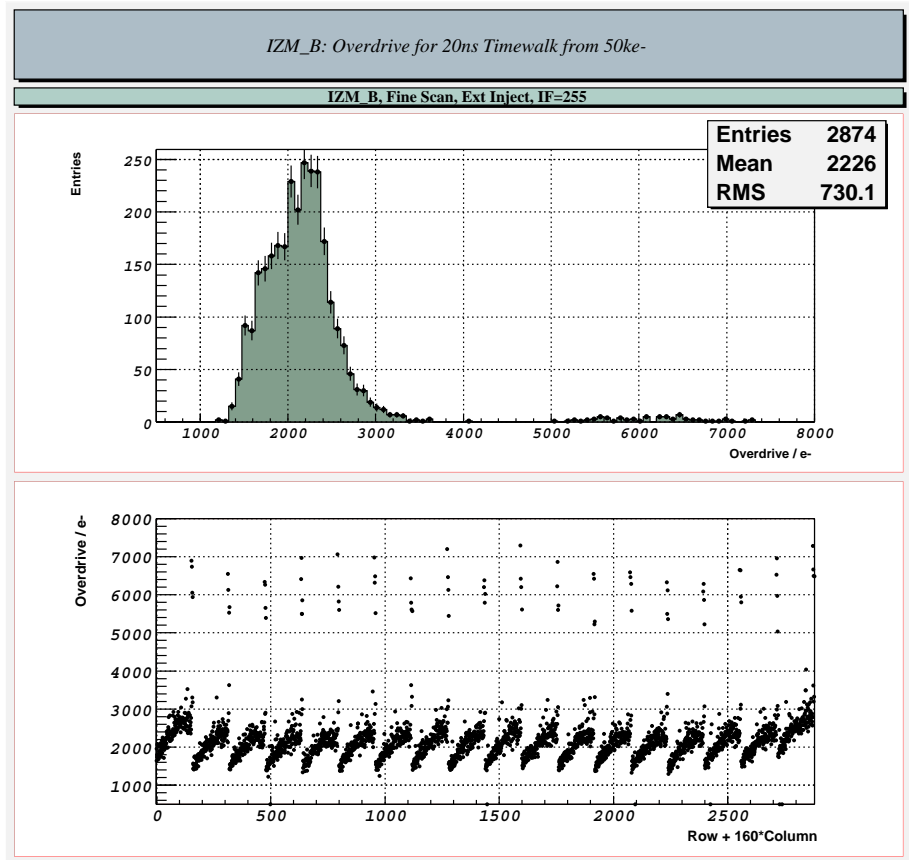 IZM_B: Overdrive for 20ns Timewalk from 50ke-
IZM_B, Fine Scan, Ext Inject, IF=255
Entries 2874
Mean 2226
RMS 730.1
Entries
250
200
150
100
50
0
1000 2000 3000 4000 5000 6000 7000 8000
Overdrive / e-
Overdrive / e-
8000
7000
6000
5000
4000
3000
2000
1000
0 500 1000 1500 2000 2500
Row + 160*Column